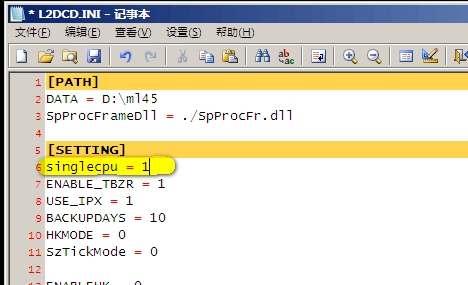 * L2DCD.INI - 记事本
文件(F) 编辑(E) 查看(V) 设置(S) 帮助(H)
1 [PATH]
2 DATA = D:\ml45
3 SpProcFrameDll = ./SpProcFr.dll
4
5 [SETTING]
6 singlecpu = 1
7 ENABLE_TBZR = 1
8 USE_IPX = 1
9 BACKUPDAYS = 10
10 HKMODE = 0
11 SzTickMode = 0
12